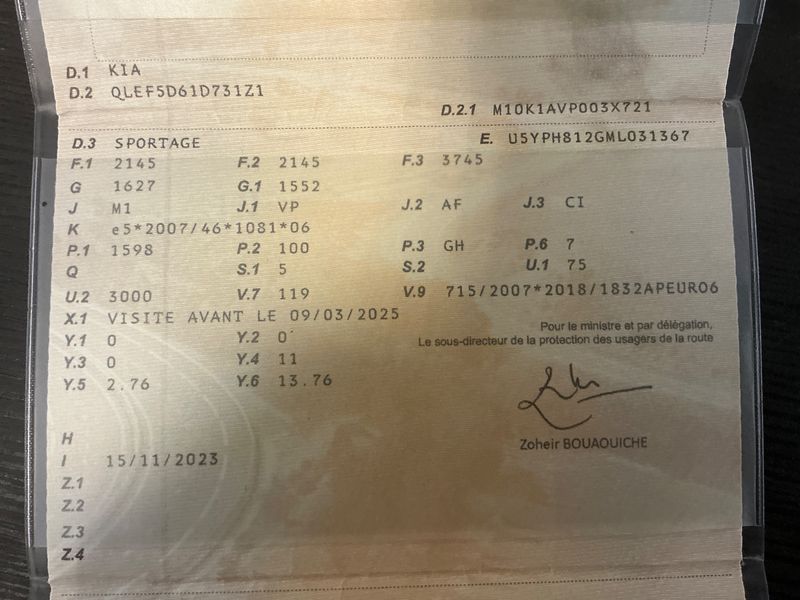 D.1 KIA
D.2 QLEF5D61D731Z1
D.2.1 M10K1AVP003X721
D.3 SPORTAGE E. U5YPH812GML031367
F.1 2145 F.2 2145 F.3 3745
G 1627 G.1 1552
J M1 J.1 VP J.2 AF J.3 CI
K e5*2007/46*1081*06
P.1 1598 P.2 100 P.3 GH P.6 7
Q S.1 5 S.2 U.1 75
U.2 3000 V.7 119 V.9 715/2007*2018/1832APEURO6
X.1 VISITE AVANT LE 09/03/2025
Pour le ministre et par délégation,
Y.1 0 Y.2 0 Le sous-directeur de la protection des usagers de la route
Y.3 0 Y.4 11
Y.5 2.76 Y.6 13.76
Zoheir BOUAOUICHE
H
I 15/11/2023
Z.1
Z.2
Z.3
Z.4